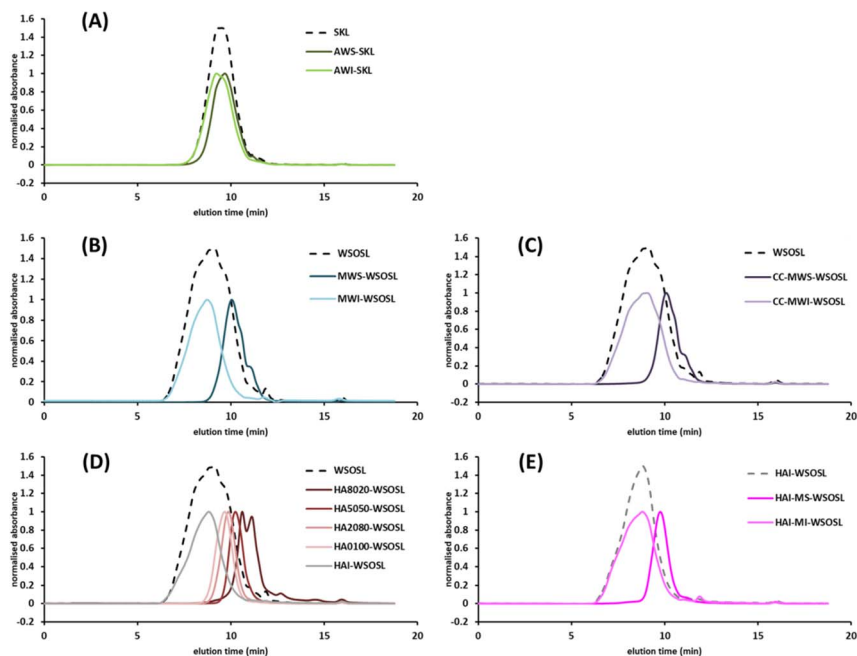 (A)
normalised absorbance
1.6
1.4
1.2
1
0.8
0.6
0.4
0.2
0
-0.2
0
5
10
15
20
elution time (min)
SKL
AWS-SKL
AWI-SKL
(B)
normalised absorbance
1.6
1.4
1.2
1
0.8
0.6
0.4
0.2
0
-0.2
0
5
10
15
20
elution time (min)
WSOSL
MWS-WSOSL
MWI-WSOSL
(C)
normalised absorbance
1.6
1.4
1.2
1
0.8
0.6
0.4
0.2
0
-0.2
0
5
10
15
20
elution time (min)
WSOSL
CC-MWS-WSOSL
CC-MWI-WSOSL
(D)
normalised absorbance
1.6
1.4
1.2
1
0.8
0.6
0.4
0.2
0
-0.2
0
5
10
15
20
elution time (min)
WSOSL
HA8020-WSOSL
HA5050-WSOSL
HA2080-WSOSL
HA0100-WSOSL
HAI-WSOSL
(E)
normalised absorbance
1.6
1.4
1.2
1
0.8
0.6
0.4
0.2
0
-0.2
0
5
10
15
20
elution time (min)
HAI-WSOSL
HAI-MS-WSOSL
HAI-MI-WSOSL